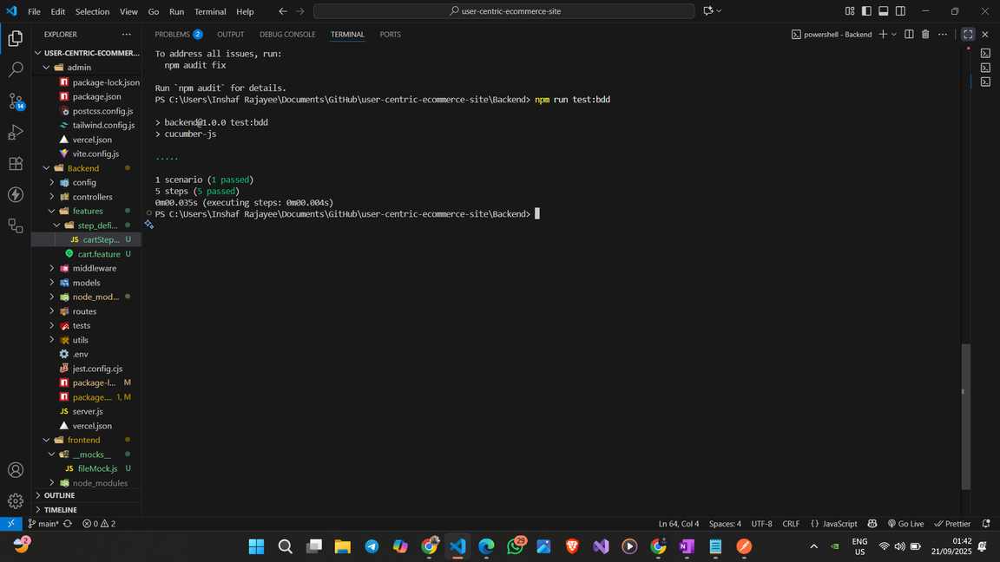 File Edit Selection View Go Run Terminal Help
user-centric-ecommerce-site
EXPLORER
PROBLEMS 2 OUTPUT DEBUG CONSOLE TERMINAL PORTS
powershell - Backend
USER-CENTRIC-ECOMMER...
admin
package-lock.json
package.json
postcss.config.js
tailwind.config.js
vercel.json
vite.config.js
Backend
config
controllers
features
step_defi...
JS cartStep... U
cart.feature U
middleware
models
node_mod...
routes
tests
utils
.env
jest.config.cjs
package-l... M
package.... 1, M
JS server.js
vercel.json
frontend
__mocks__
JS fileMock.js U
node_modules
OUTLINE
TIMELINE
14
To address all issues, run:
npm audit fix
Run `npm audit` for details.
PS C:\Users\Inshaf Rajayee\Documents\GitHub\user-centric-ecommerce-site\Backend> npm run test:bdd
> backend@1.0.0 test:bdd
> cucumber-js
.....
1 scenario (1 passed)
5 steps (5 passed)
0m00.035s (executing steps: 0m00.004s)
PS C:\Users\Inshaf Rajayee\Documents\GitHub\user-centric-ecommerce-site\Backend>
main* 0 2
Ln 64, Col 4 Spaces: 4 UTF-8 CRLF {} JavaScript Go Live Prettier
2
29
ENG
US
01:42
21/09/2025